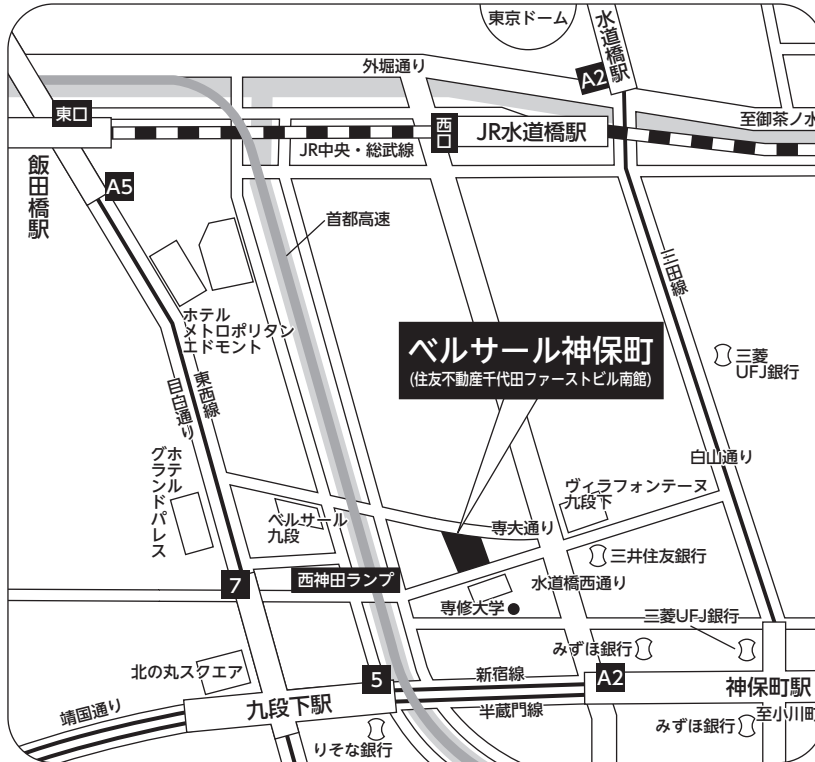 東京ドーム
水道橋駅
外堀通り
A2
東口
至御茶ノ水
西口
JR水道橋駅
JR中央・総武線
飯田橋駅
A5
首都高速
三田線
ホテル
メトロポリタン
エドモント
ベルサール神保町
(住友不動産千代田ファーストビル南館)
三菱
UFJ銀行
東西線
目白通り
白山通り
ホテル
グランドパレス
ヴィラフォンテーヌ
九段下
ベルサール
九段
専大通り
三井住友銀行
7
西神田ランプ
水道橋西通り
専修大学
三菱UFJ銀行
みずほ銀行
北の丸スクエア
5
新宿線
A2
神保町駅
靖国通り
九段下駅
半蔵門線
至小川町
みずほ銀行
りそな銀行